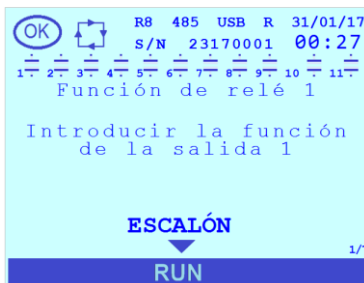 OK R8 485 USB R 31/01/17
S/N 23170001 00:27
1 2 3 4 5 6 7 8 9 10 11
Función de relé 1
Introducir la función
de la salida 1
ESCALÓN
RUN